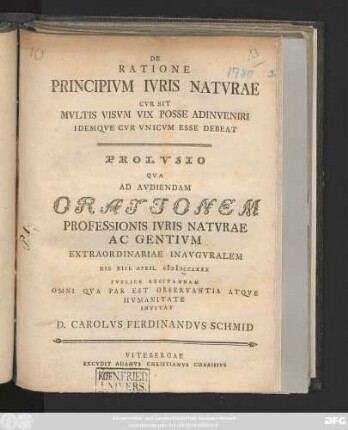 DE
RATIONE
PRINCIPIVM IVRIS NATVRAE
CVR SIT
MVLTIS VISVM VIX POSSE ADINVENIRI
IDEMQVE CVR VNICVM ESSE DEBEAT
PROLVSIO
QVA
AD AVDIENDAM
ORATIONEM
PROFESSIONIS IVRIS NATVRAE
AC GENTIVM
EXTRAORDINARIAE INAVGVRALEM
DIE XIII. APRIL. CIƆIƆCCLXXX
PVBLICE RECITANDAM
OMNI QVA PAR EST OBSERVANTIA ATQVE
HVMANITATE
INVITAT
D. CAROLVS FERDINANDVS SCHMID
VITEBERGAE
EXCVDIT ADAMVS CHRISTIANVS CHARISIVS
UNIVERS.
1780
DFG